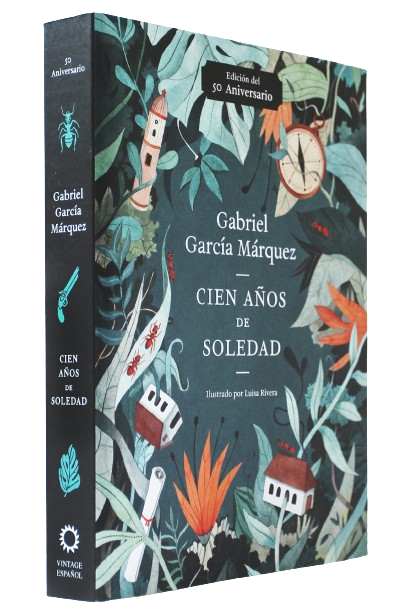 50
Aniversario
Gabriel
García
Márquez
CIEN
AÑOS
DE
SOLEDAD
VINTAGE
ESPAÑOL
Edición del
50 Aniversario
Gabriel
García Márquez
CIEN AÑOS
DE
SOLEDAD
Ilustrado por Luisa Rivera